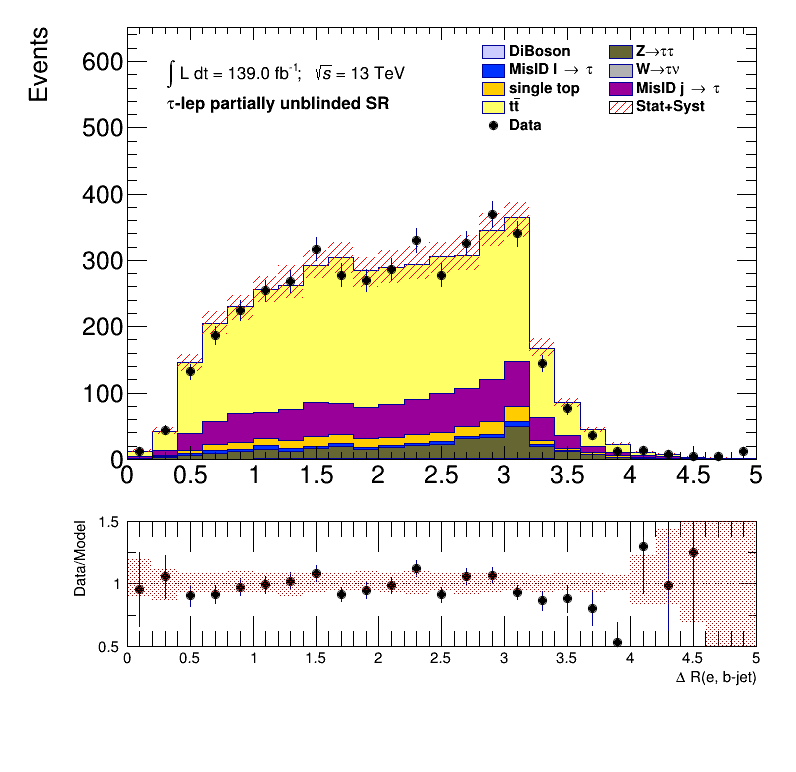 Events
600
500
400
300
200
100
0
∫ L dt = 139.0 fb⁻¹; √s = 13 TeV
τ-lep partially unblinded SR
DiBoson
MisID l → τ
single top
tt̄
Data
Z→ττ
W→τν
MisID j → τ
Stat+Syst
0 0.5 1 1.5 2 2.5 3 3.5 4 4.5 5
Data/Model
1.5
1
0.5
0 0.5 1 1.5 2 2.5 3 3.5 4 4.5 5
Δ R(e, b-jet)